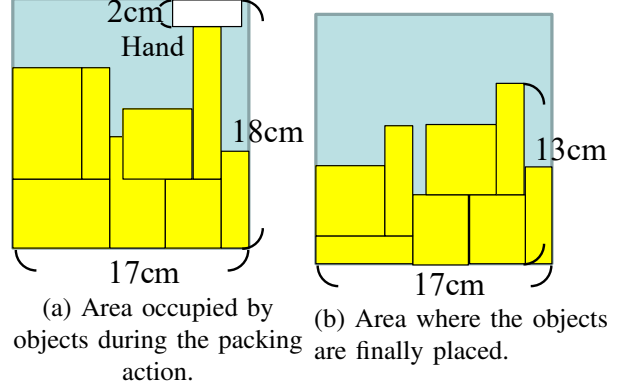 2cm
Hand
18cm
17cm
(a) Area occupied by
objects during the packing
action.
13cm
17cm
(b) Area where the objects
are finally placed.